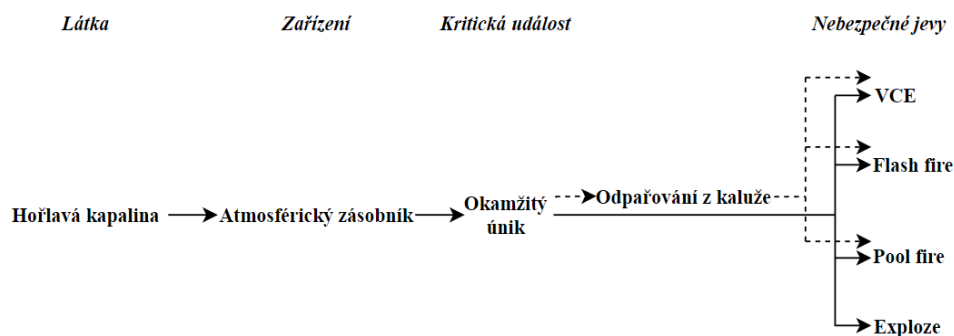 Látka
Zařízení
Kritická událost
Nebezpečné jevy
VCE
Flash fire
Hořlavá kapalina
Atmosférický zásobník
Okamžitý
únik
Odpařování z kaluže
Pool fire
Exploze